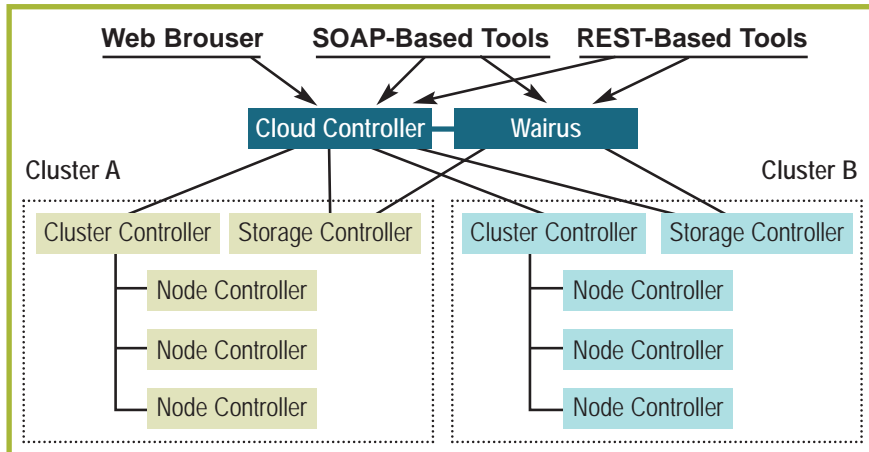 Web Brouser
SOAP-Based Tools
REST-Based Tools
Cloud Controller
Wairus
Cluster A
Cluster B
Cluster Controller
Storage Controller
Cluster Controller
Storage Controller
Node Controller
Node Controller
Node Controller
Node Controller
Node Controller
Node Controller